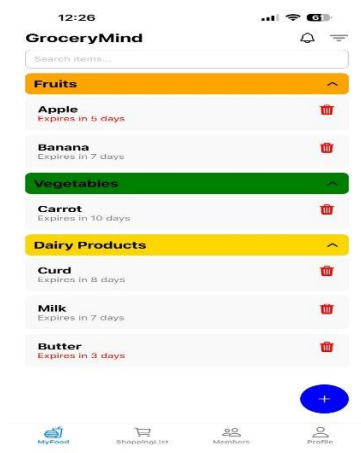 12:26
61
GroceryMind
Search items...
Fruits
Apple
Expires in 5 days
Banana
Expires in 7 days
Vegetables
Carrot
Expires in 10 days
Dairy Products
Curd
Expires in 8 days
Milk
Expires in 7 days
Butter
Expires in 3 days
+
MyFood
ShoppingList
Members
Profile